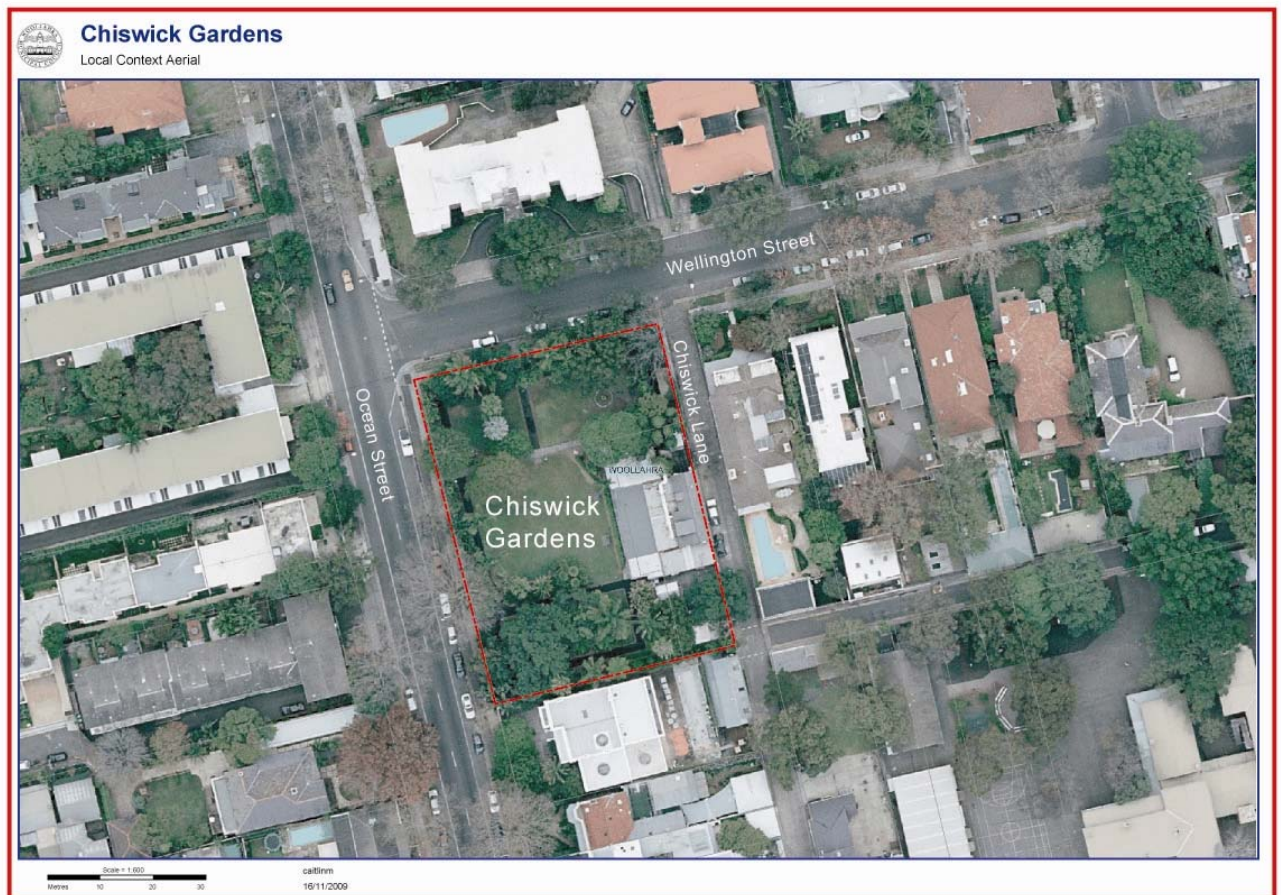 Chiswick Gardens
Local Context Aerial
Wellington Street
Chiswick Lane
Ocean Street
WOOLLAHRA
Chiswick
Gardens
Scale = 1:600
Metres 10 20 30
caitlinm
16/11/2009